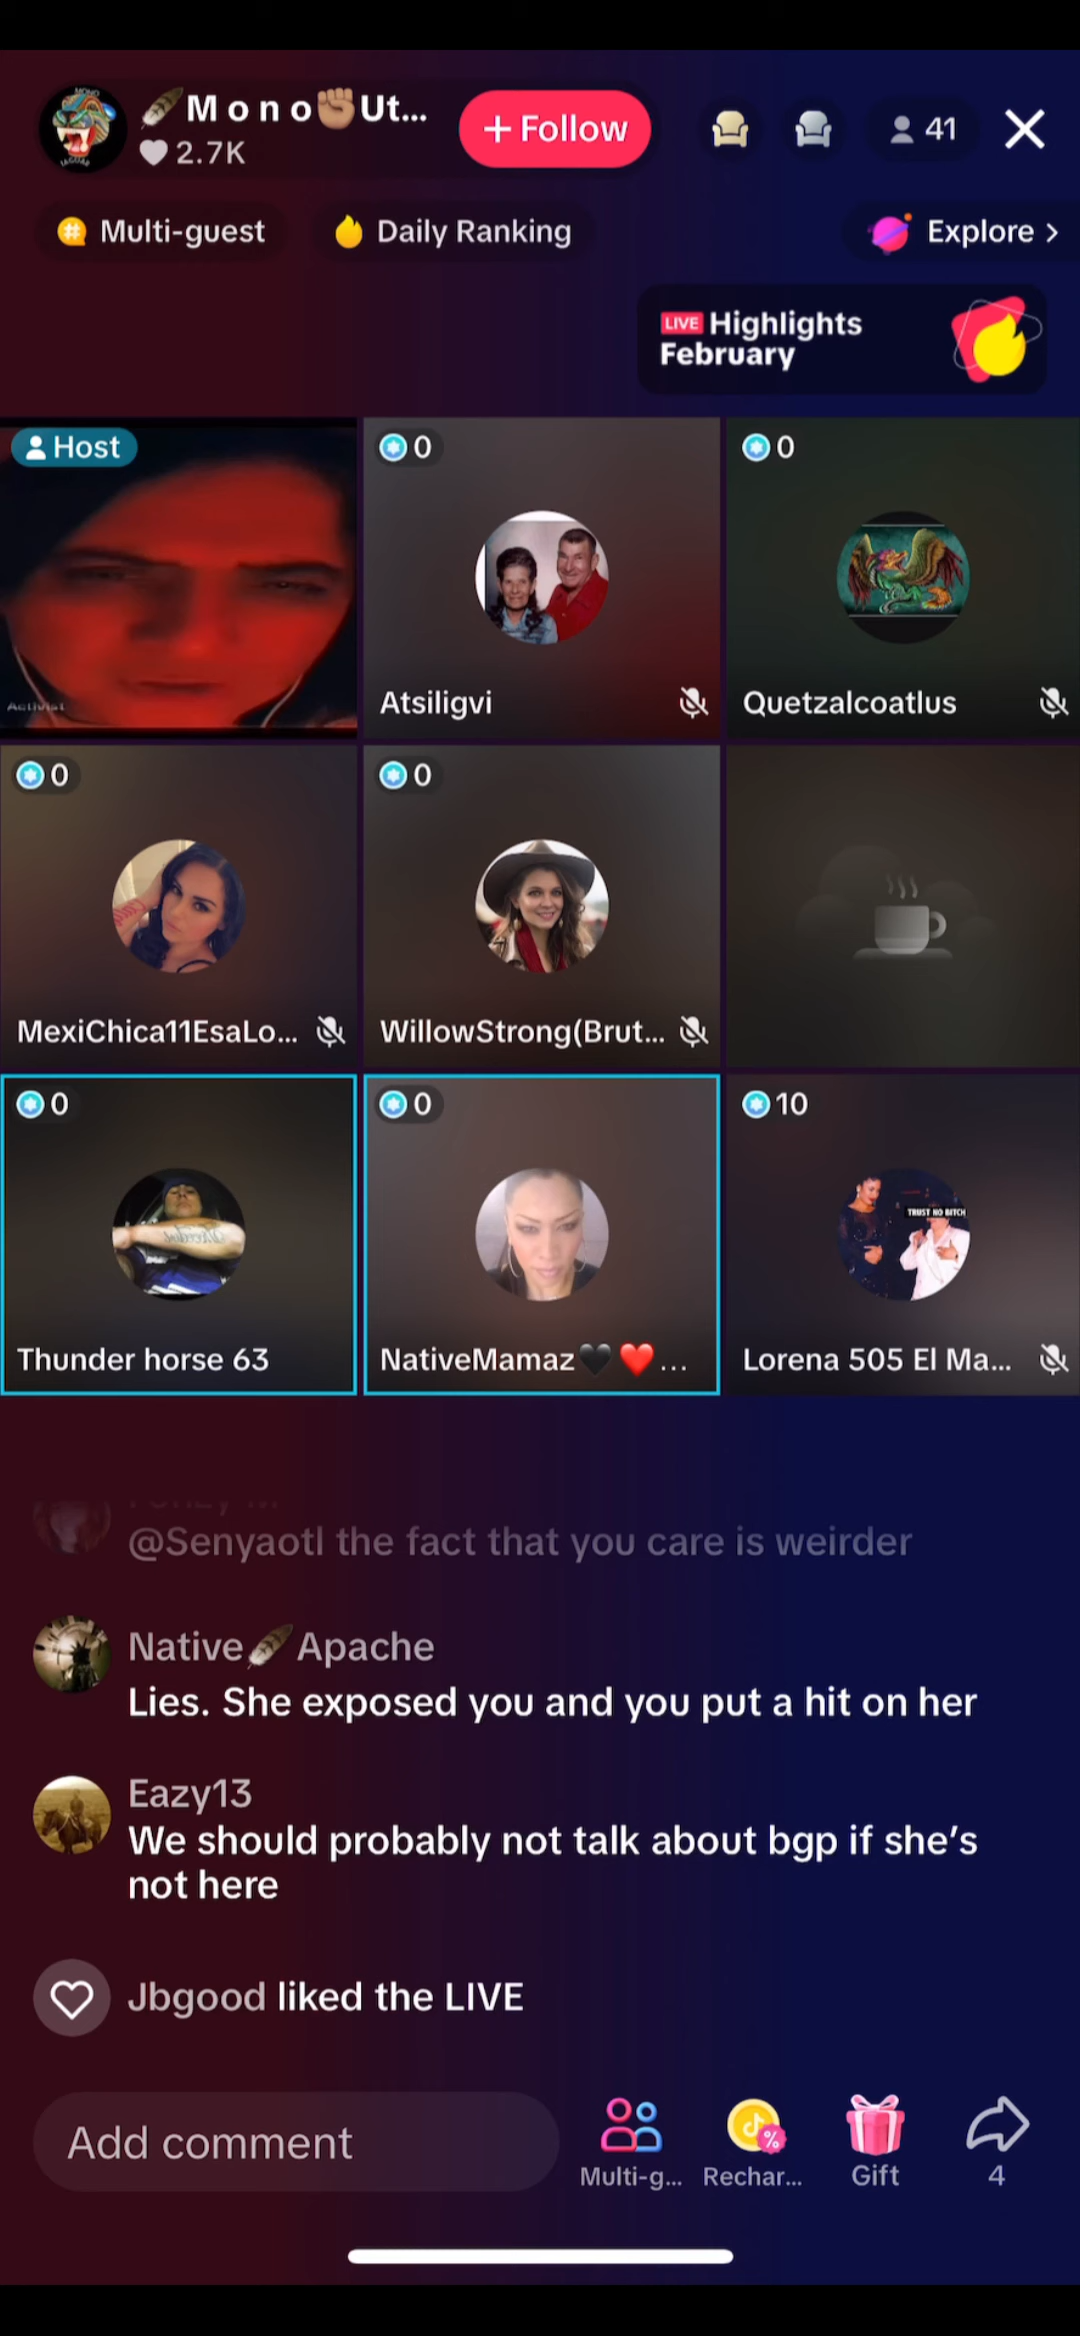 🪶M o n o✊🏽Ut...
2.7K
+ Follow
41
Multi-guest
Daily Ranking
Explore >
LIVE Highlights
February
Host
0
0
Activist
Atsiligvi
Quetzalcoatlus
0
0
MexiChica11EsaLo...
WillowStrong(Brut...
0
0
10
TRUST NO BITCH
Thunder horse 63
NativeMamaz🖤❤️...
Lorena 505 El Ma...
@Senyaotl the fact that you care is weirder
Native🪶Apache
Lies. She exposed you and you put a hit on her
Eazy13
We should probably not talk about bgp if she's
not here
Jbgood liked the LIVE
Add comment
Multi-g...
Rechar...
Gift
4